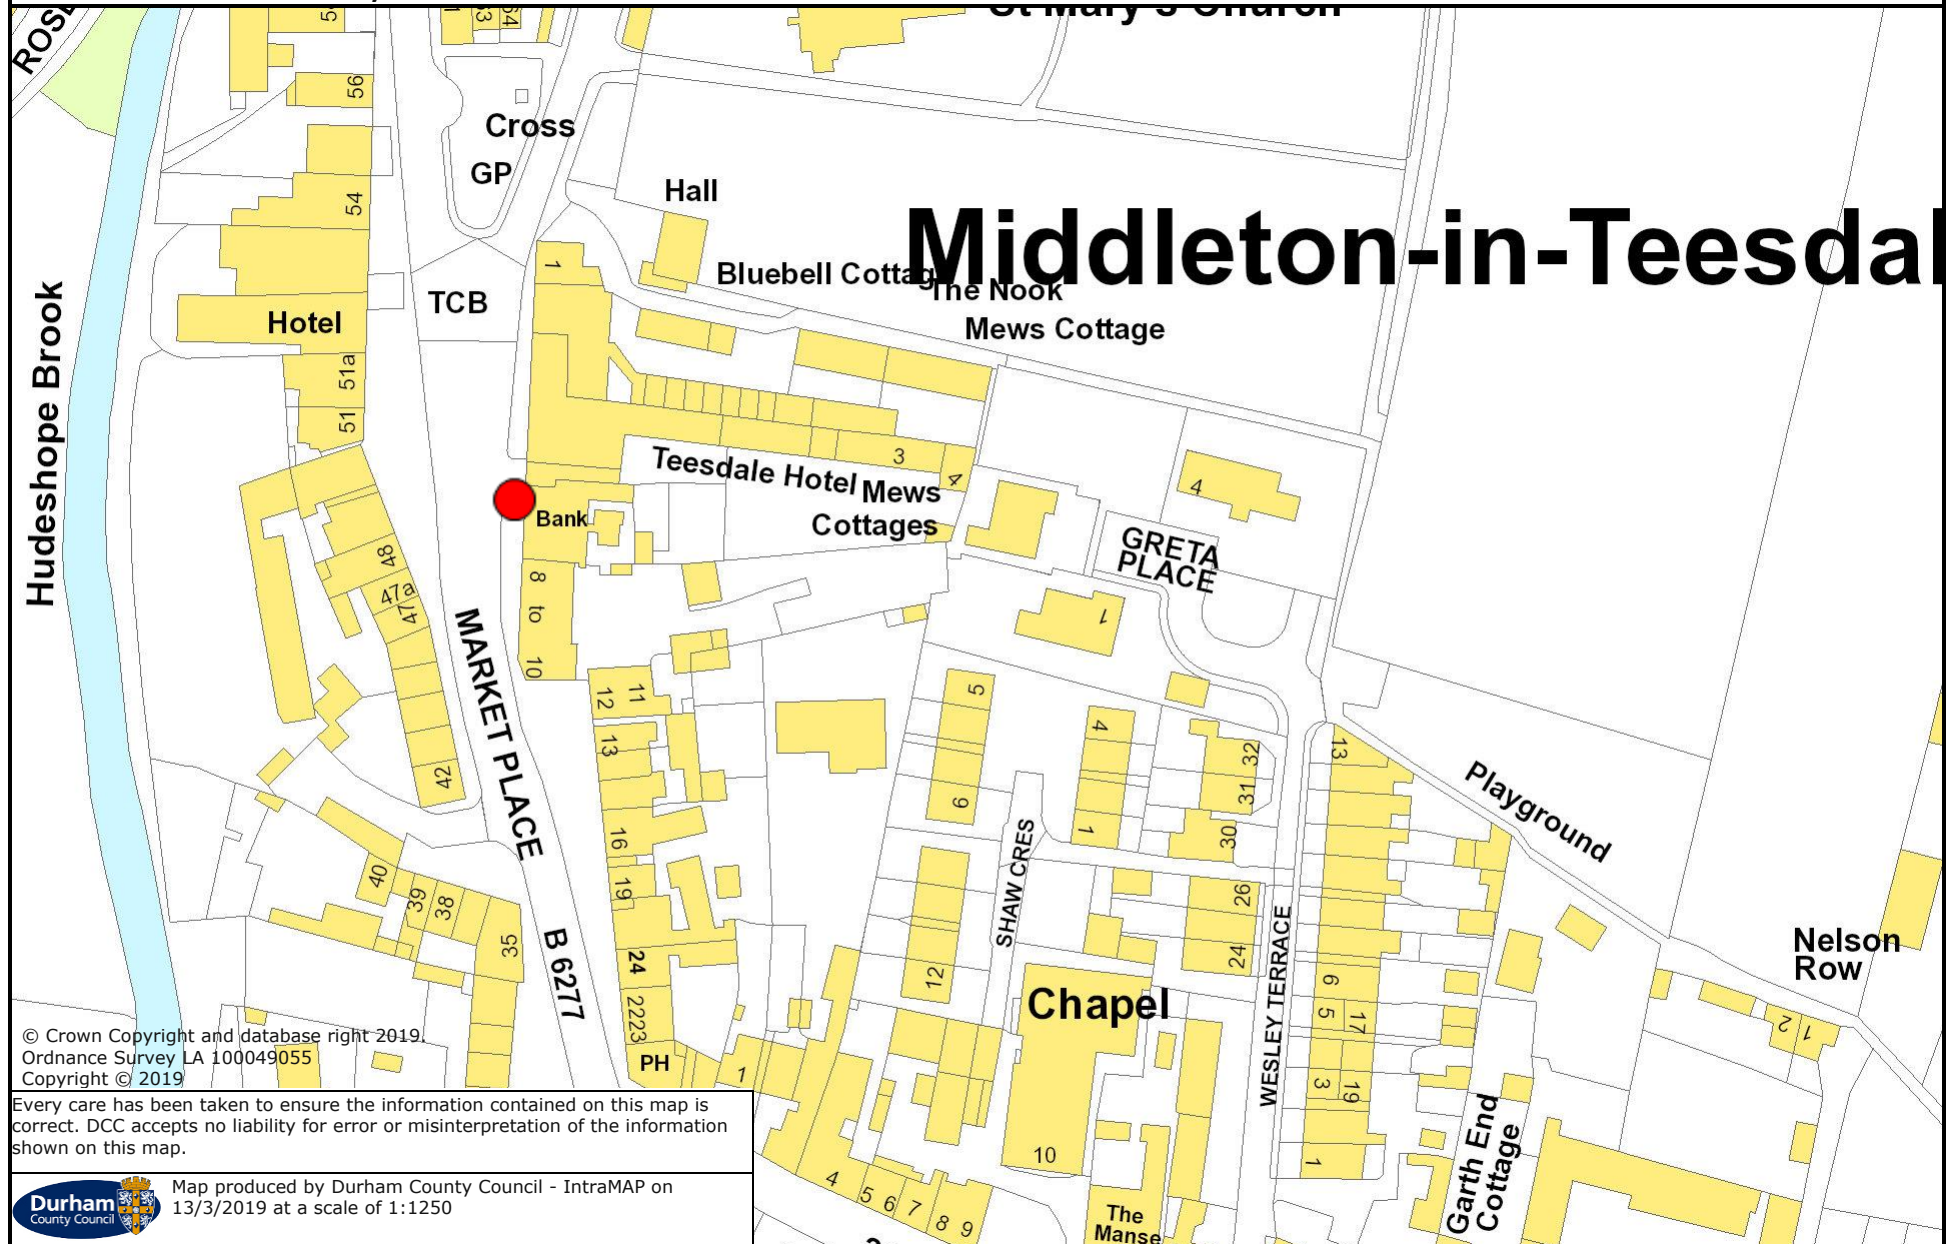 St Mary's Church
56
54
Cross
GP
Hall
Middleton-in-Teesdal
1
Bluebell Cottag
The Nook
Mews Cottage
TCB
Hotel
51a
51
Hudeshope Brook
3
4
Teesdale Hotel Mews
Cottages
Bank
4
GRETA
PLACE
48
47a
47
8
to
10
1
MARKET PLACE
12
11
13
5
4
32
13
42
6
1
31
Playground
16
30
SHAW CRES
40
39
38
19
26
35
24
B 6277
12
24
WESLEY TERRACE
6
Nelson
Row
2223
Chapel
5
17
2
1
PH
1
3
19
Garth End
Cottage
10
1
4
5
6
7
8
9
The
Manse
© Crown Copyright and database right 2019.
Ordnance Survey LA 100049055
Copyright © 2019
Every care has been taken to ensure the information contained on this map is
correct. DCC accepts no liability for error or misinterpretation of the information
shown on this map.
Durham
County Council
Map produced by Durham County Council - IntraMAP on
13/3/2019 at a scale of 1:1250